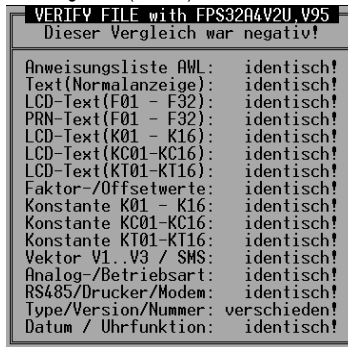 VERIFY FILE with FPS32A4V2U,V95
Dieser Vergleich war negativ!
Anweisungsliste AWL: identisch!
Text(Normalanzeige): identisch!
LCD-Text(F01 - F32): identisch!
PRN-Text(F01 - F32): identisch!
LCD-Text(K01 - K16): identisch!
LCD-Text(KC01-KC16): identisch!
LCD-Text(KT01-KT16): identisch!
Faktor-/Offsetwerte: identisch!
Konstante K01 - K16: identisch!
Konstante KC01-KC16: identisch!
Konstante KT01-KT16: identisch!
Vektor V1..V3 / SMS: identisch!
Analog-/Betriebsart: identisch!
RS485/Drucker/Modem: identisch!
Type/Version/Nummer: verschieden!
Datum / Uhrfunktion: identisch!